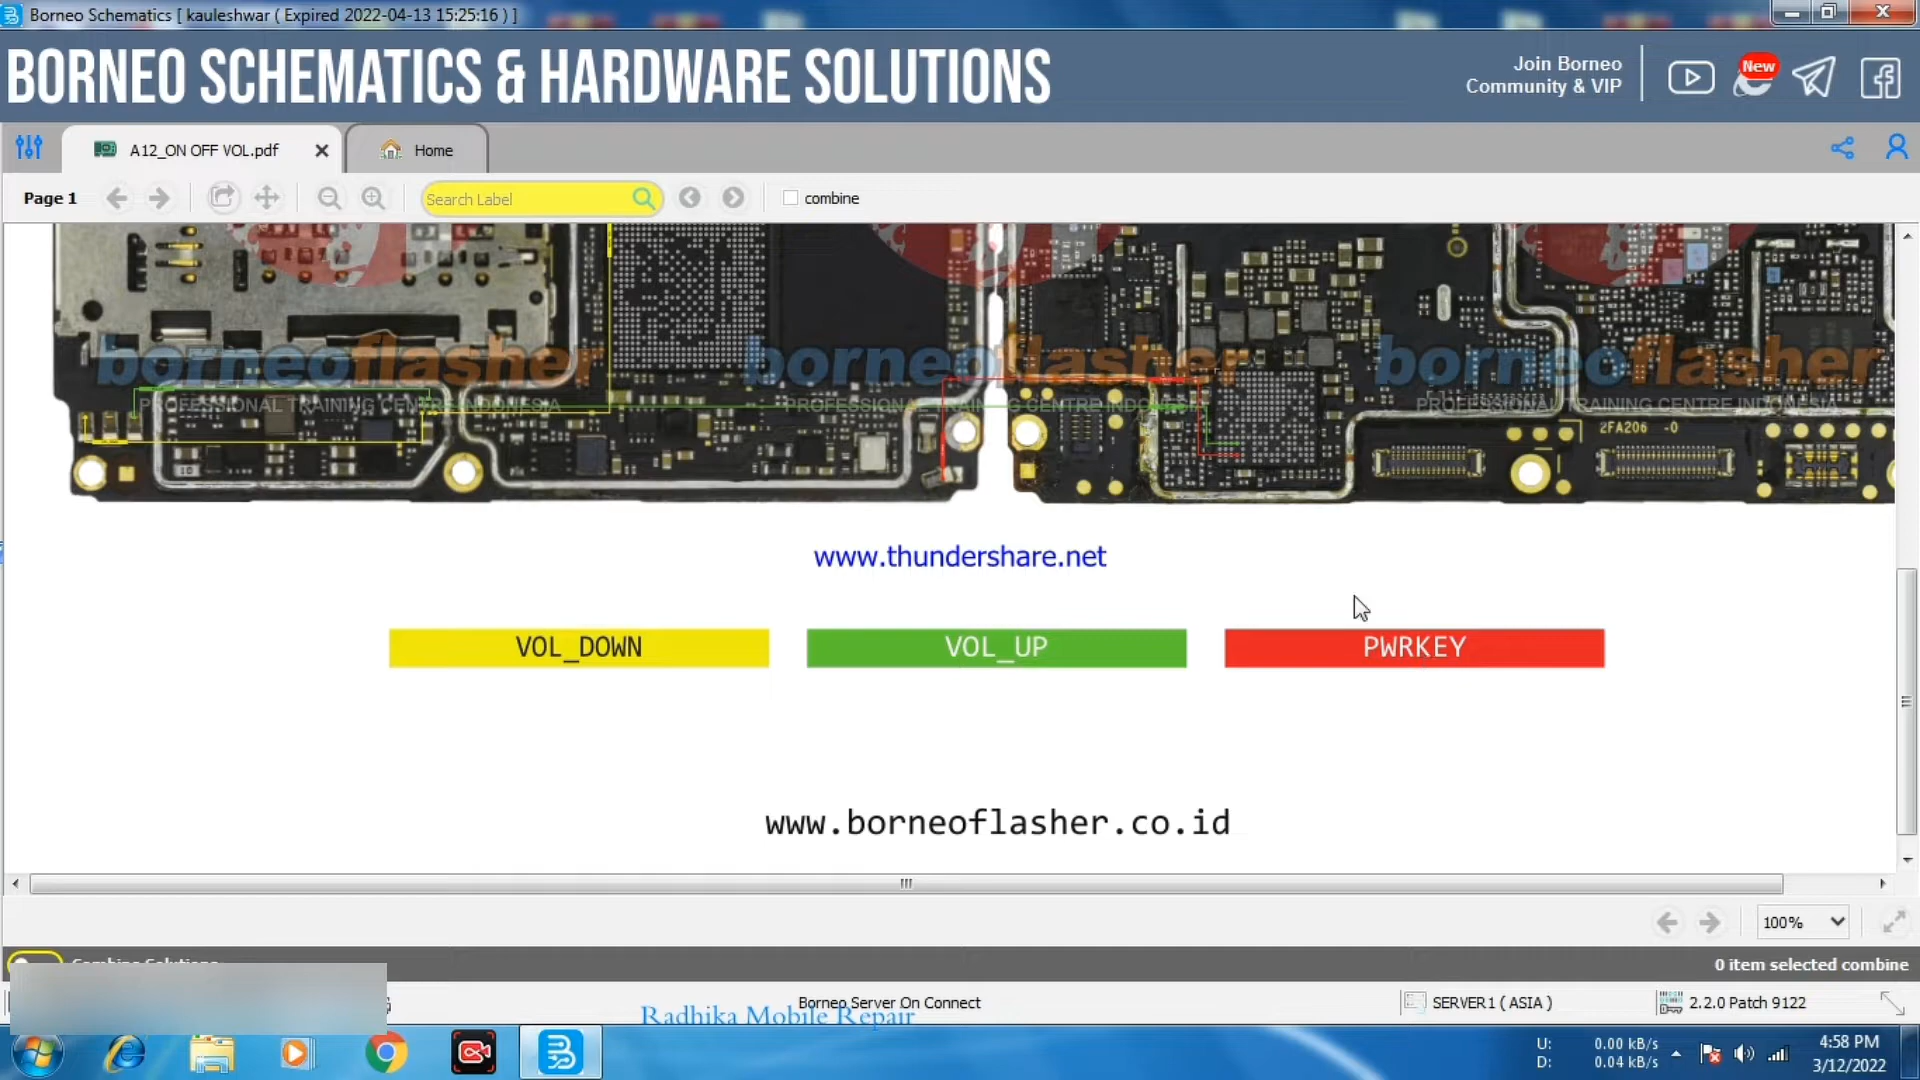 Borneo Schematics [ kauleshwar ( Expired 2022-04-13 15:25:16 ) ]
BORNEO SCHEMATICS & HARDWARE SOLUTIONS
Join Borneo
Community & VIP
New
A12_ON OFF VOL.pdf
Home
Page 1
Search Label
combine
borneoflasher borneoflasher borneoflasher
PROFESSIONAL TRAINING CENTRE INDONESIA PROFESSIONAL TRAINING CENTRE INDONESIA PROFESSIONAL TRAINING CENTRE INDONESIA
2FA206 -0
www.thundershare.net
VOL_DOWN VOL_UP PWRKEY
www.borneoflasher.co.id
100%
Combine Solutions
0 item selected combine
Borneo Server On Connect
SERVER1 ( ASIA )
2.2.0 Patch 9122
Radhika Mobile Repair
U: 0.00 kB/s
D: 0.04 kB/s
4:58 PM
3/12/2022